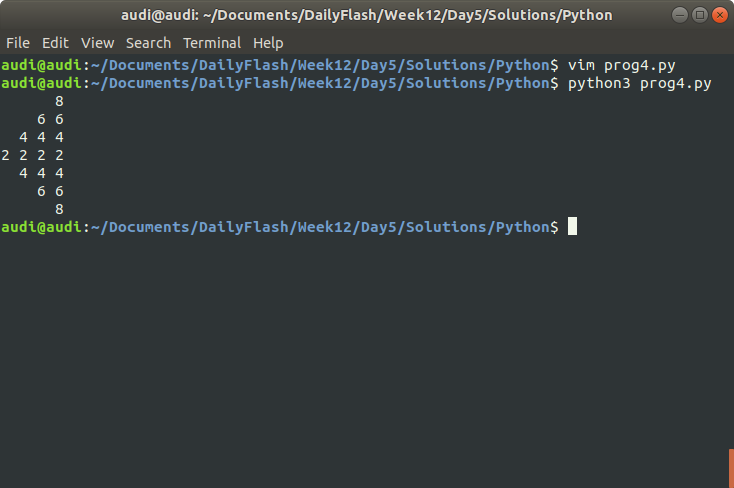 audi@audi: ~/Documents/DailyFlash/Week12/Day5/Solutions/Python
File Edit View Search Terminal Help
audi@audi:~/Documents/DailyFlash/Week12/Day5/Solutions/Python$ vim prog4.py
audi@audi:~/Documents/DailyFlash/Week12/Day5/Solutions/Python$ python3 prog4.py
      8
    6 6
  4 4 4
2 2 2 2
  4 4 4
    6 6
      8
audi@audi:~/Documents/DailyFlash/Week12/Day5/Solutions/Python$